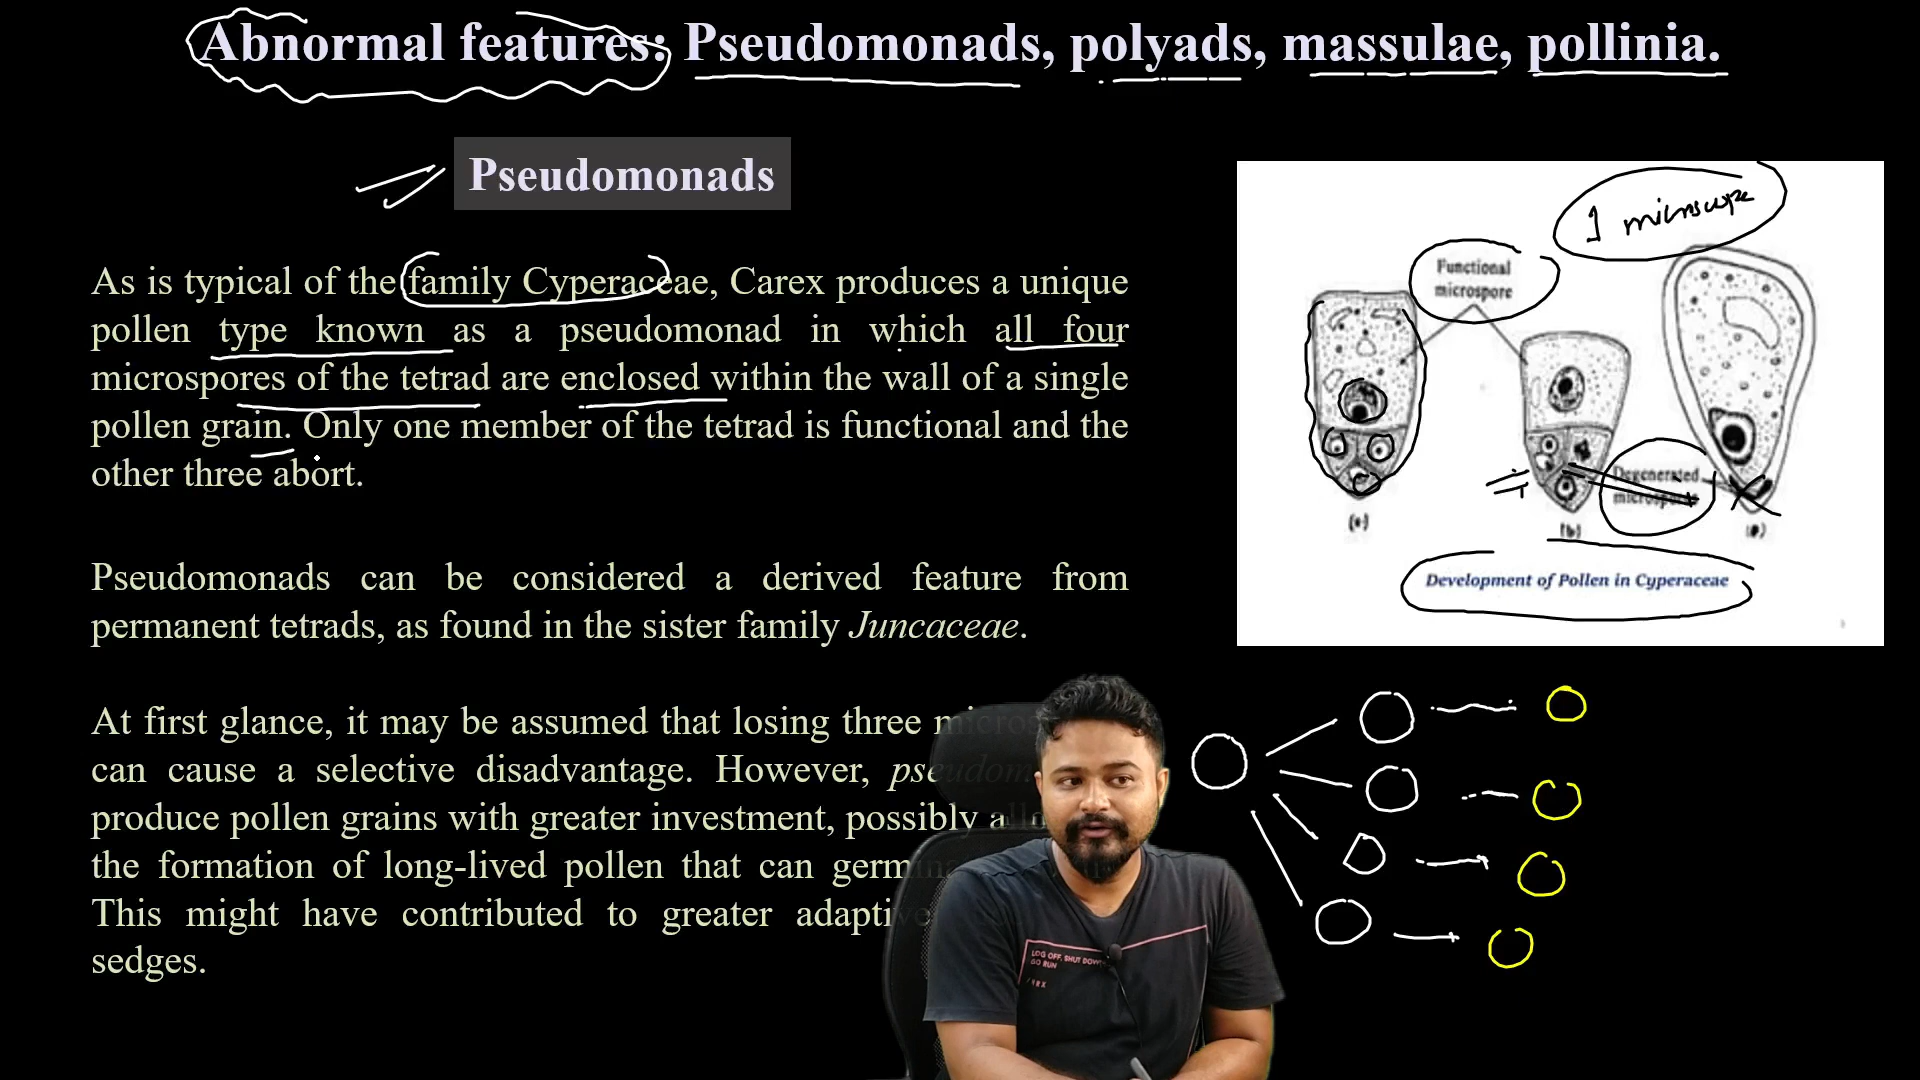 Abnormal features: Pseudomonads, polyads, massulae, pollinia.
Pseudomonads
As is typical of the family Cyperaceae, Carex produces a unique
pollen type known as a pseudomonad in which all four
microspores of the tetrad are enclosed within the wall of a single
pollen grain. Only one member of the tetrad is functional and the
other three abort.
Pseudomonads can be considered a derived feature from
permanent tetrads, as found in the sister family Juncaceae.
At first glance, it may be assumed that losing three
can cause a selective disadvantage. However,
produce pollen grains with greater investment, possibly
the formation of long-lived pollen that can
This might have contributed to greater
sedges.
1
Functional
microspore
Degenerated
(b)
Development of Pollen in Cyperaceae
LOG OFF, SHUT DOWN
GO RUN